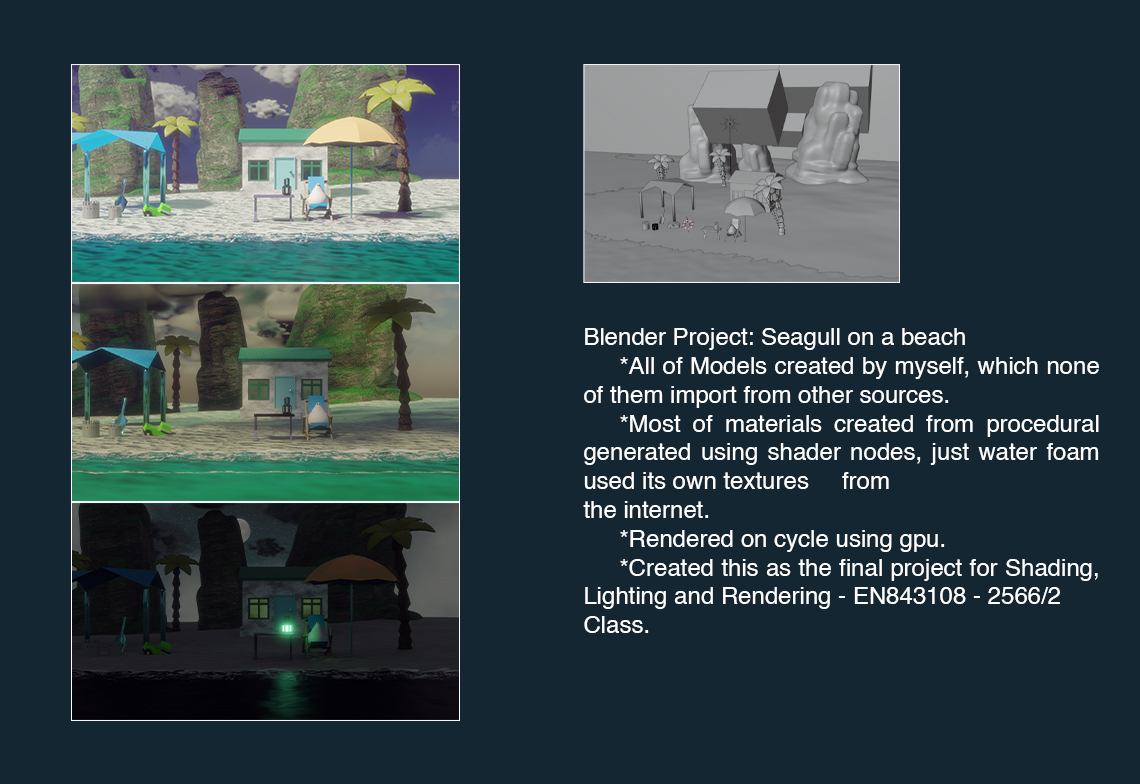 Blender Project: Seagull on a beach
*All of Models created by myself, which none
of them import from other sources.
*Most of materials created from procedural
generated using shader nodes, just water foam
used its own textures from
the internet.
*Rendered on cycle using gpu.
*Created this as the final project for Shading,
Lighting and Rendering - EN843108 - 2566/2
Class.